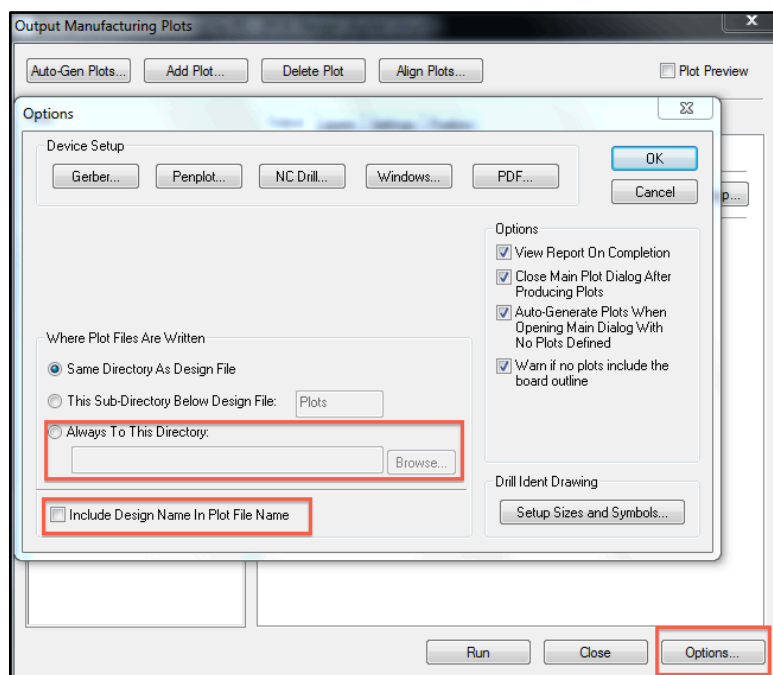 Output Manufacturing Plots
X
Auto-Gen Plots...
Add Plot...
Delete Plot
Align Plots...
Plot Preview
Options
Device Setup
Gerber...
Penplot...
NC Drill...
Windows...
PDF...
OK
Cancel
p...
Options
View Report On Completion
Close Main Plot Dialog After
Producing Plots
Auto-Generate Plots When
Opening Main Dialog With
No Plots Defined
Warn if no plots include the
board outline
Where Plot Files Are Written
Same Directory As Design File
This Sub-Directory Below Design File:
Plots
Always To This Directory:
Browse...
Include Design Name In Plot File Name
Drill Ident Drawing
Setup Sizes and Symbols...
Run
Close
Options...